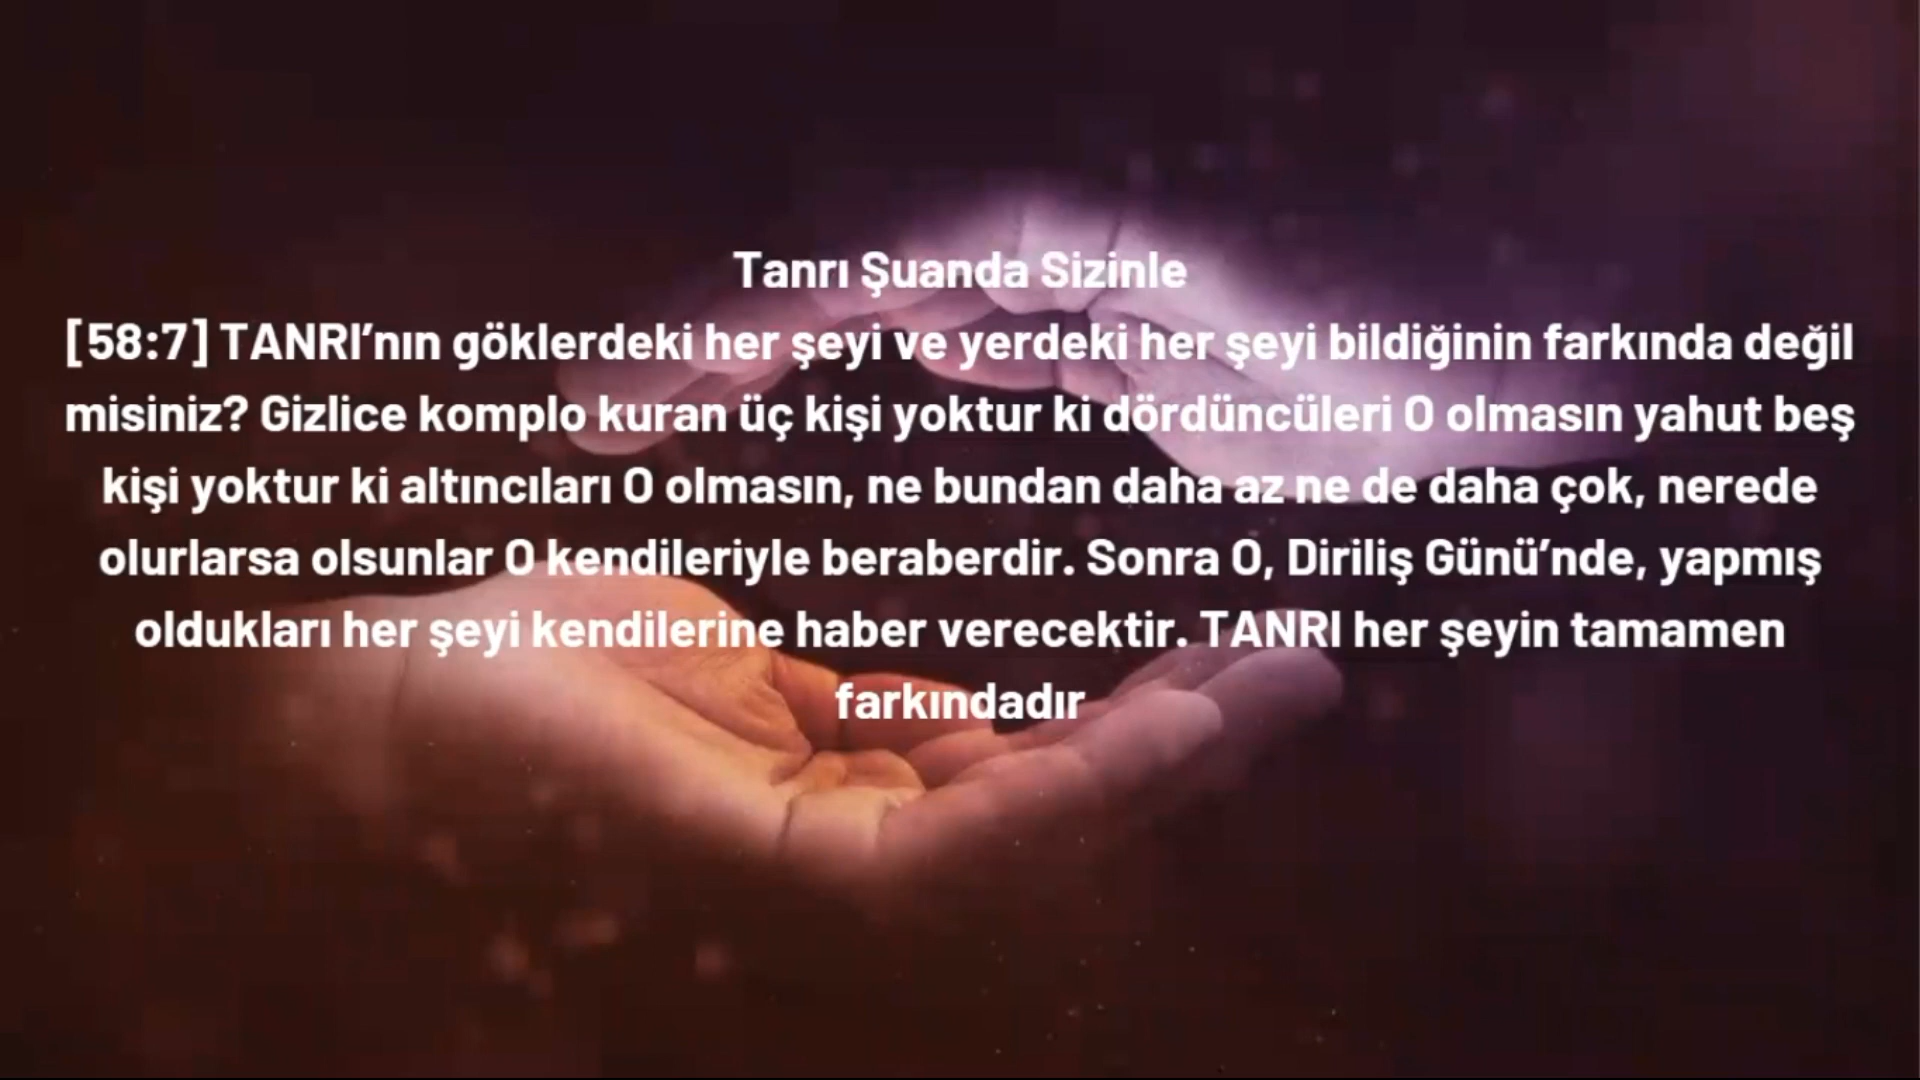 Tanrı Şuanda Sizinle
[58:7] TANRI’nın göklerdeki her şeyi ve yerdeki her şeyi bildiğinin farkında değil
misiniz? Gizlice komplo kuran üç kişi yoktur ki dördüncüleri O olmasın yahut beş
kişi yoktur ki altıncıları O olmasın, ne bundan daha az ne de daha çok, nerede
olurlarsa olsunlar O kendileriyle beraberdir. Sonra O, Diriliş Günü’nde, yapmış
oldukları her şeyi kendilerine haber verecektir. TANRI her şeyin tamamen
farkındadır